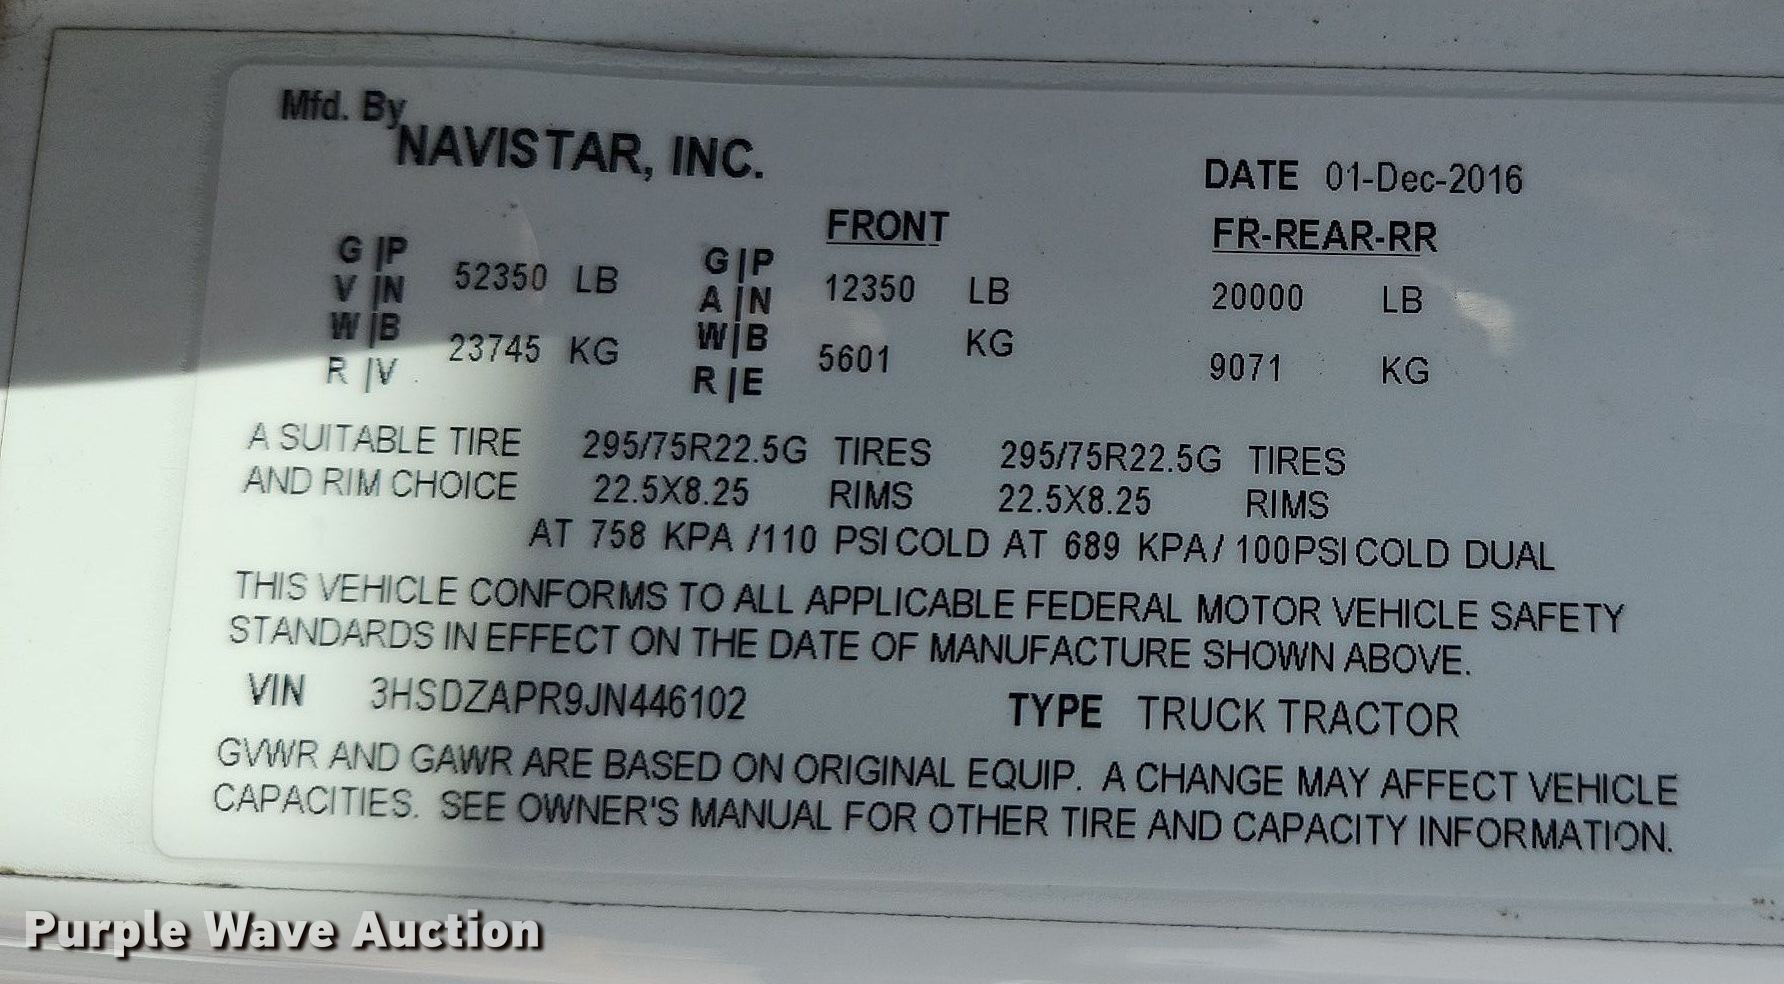 Mfd. By
NAVISTAR, INC.
DATE 01-Dec-2016
FRONT FR-REAR-RR
G|P G|P
V|N 52350 LB A|N 12350 LB 20000 LB
W|B 23745 KG W|B 5601 KG 9071 KG
R|V R|E
A SUITABLE TIRE 295/75R22.5G TIRES 295/75R22.5G TIRES
AND RIM CHOICE 22.5X8.25 RIMS 22.5X8.25 RIMS
AT 758 KPA /110 PSI COLD AT 689 KPA/ 100PSI COLD DUAL
THIS VEHICLE CONFORMS TO ALL APPLICABLE FEDERAL MOTOR VEHICLE SAFETY
STANDARDS IN EFFECT ON THE DATE OF MANUFACTURE SHOWN ABOVE.
VIN 3HSDZAPR9JN446102 TYPE TRUCK TRACTOR
GVWR AND GAWR ARE BASED ON ORIGINAL EQUIP. A CHANGE MAY AFFECT VEHICLE
CAPACITIES. SEE OWNER'S MANUAL FOR OTHER TIRE AND CAPACITY INFORMATION.
Purple Wave Auction